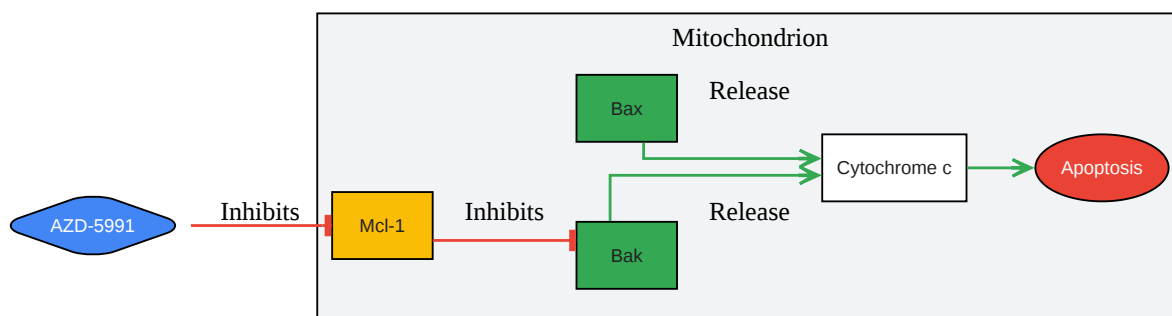 Mitochondrion
Bax
Release
Cytochrome c
Apoptosis
AZD-5991
Inhibits
Mcl-1
Inhibits
Bak
Release